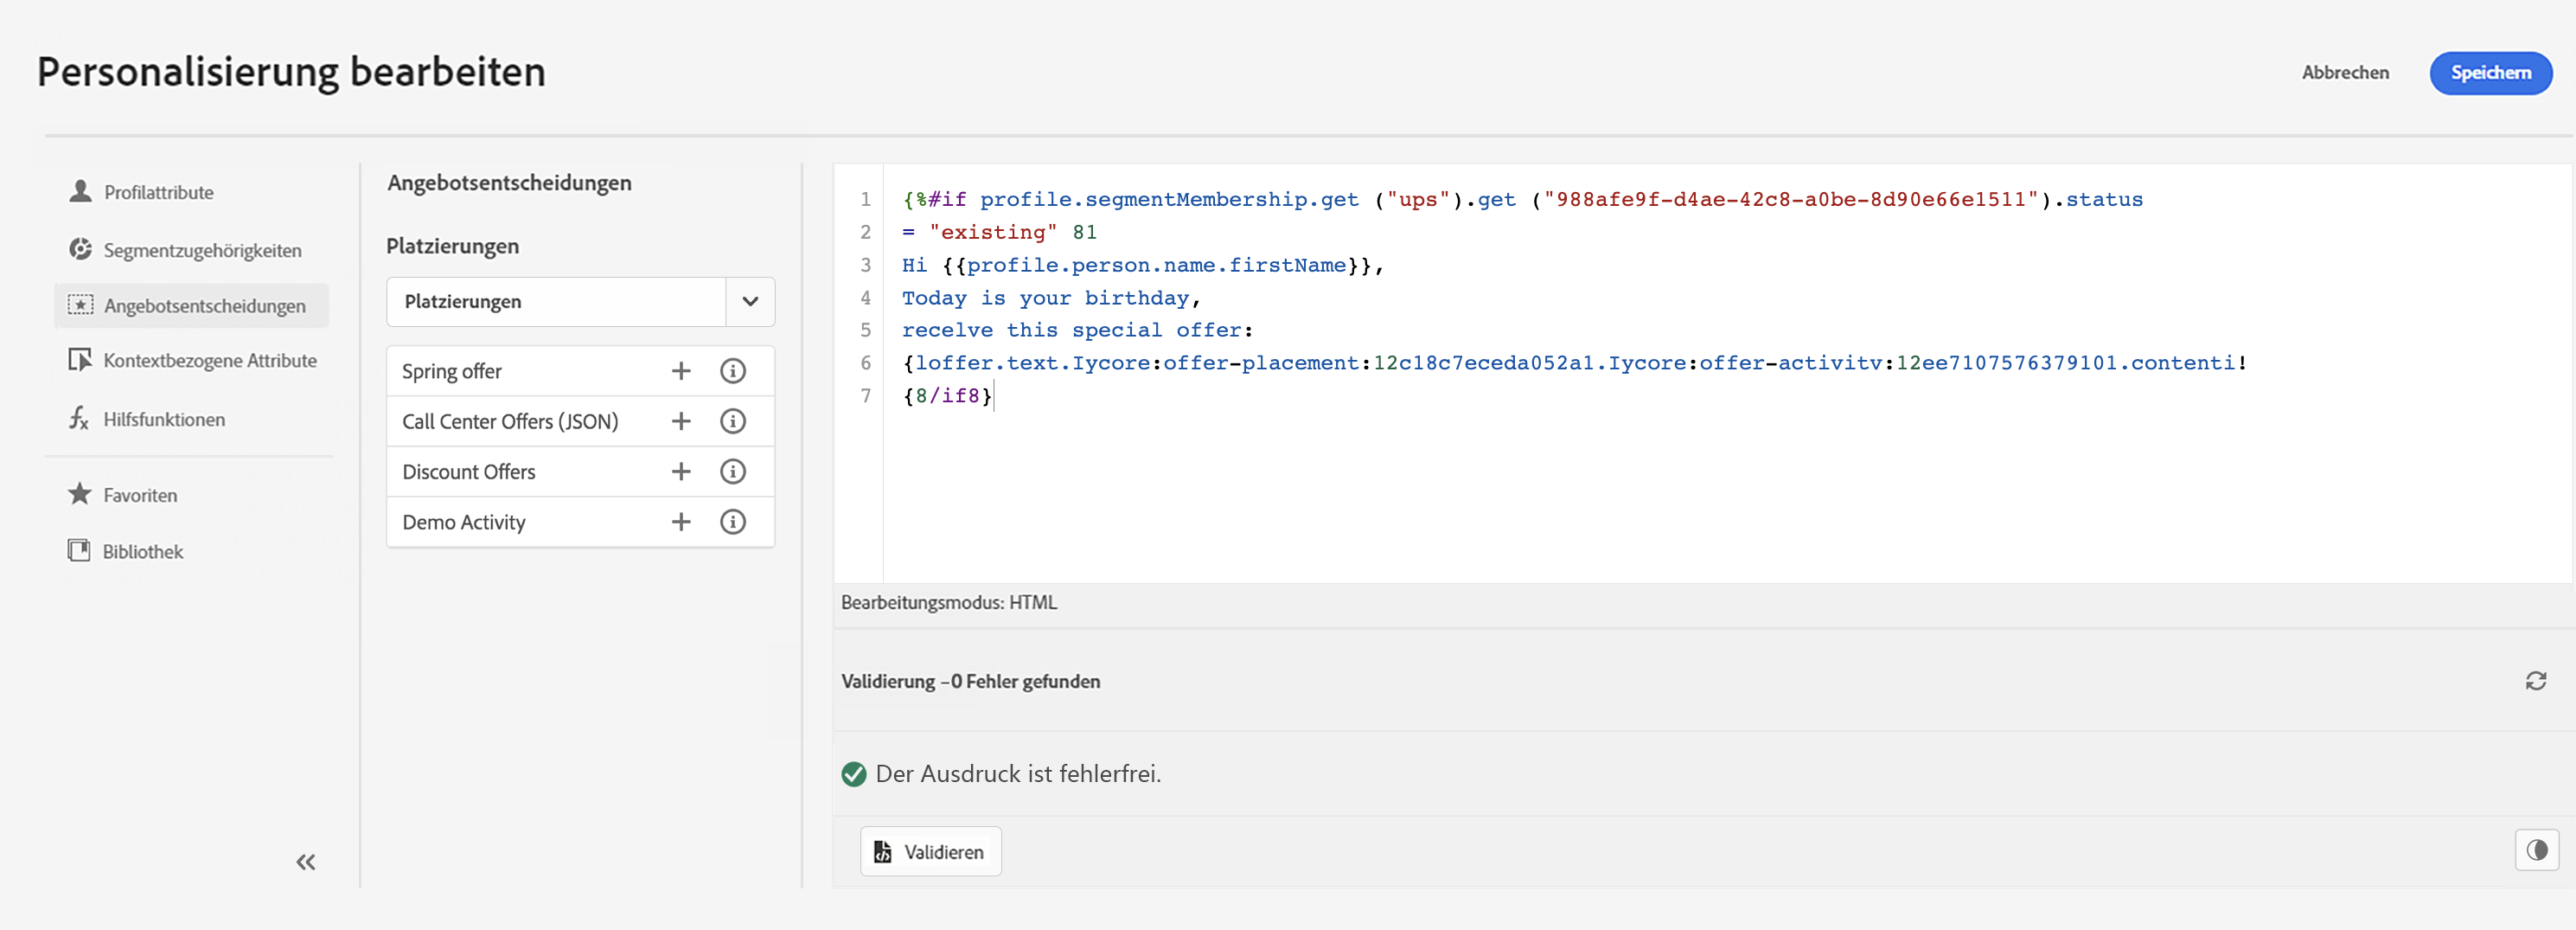 Personalisierung bearbeiten
Abbrechen
Speichern
Profilattribute
Segmentzugehörigkeiten
Angebotsentscheidungen
Kontextbezogene Attribute
Hilfsfunktionen
Favoriten
Bibliothek
Angebotsentscheidungen
Platzierungen
Platzierungen
Spring offer
Call Center Offers (JSON)
Discount Offers
Demo Activity
1 {%#if profile.segmentMembership.get ("ups").get ("988afe9f-d4ae-42c8-a0be-8d90e66e1511").status
2 = "existing" 81
3 Hi {{profile.person.name.firstName}},
4 Today is your birthday,
5 recelve this special offer:
6 {loffer.text.Iycore:offer-placement:12c18c7eceda052a1.Iycore:offer-activitv:12ee7107576379101.contenti!
7 {8/if8}
Bearbeitungsmodus: HTML
Validierung –0 Fehler gefunden
Der Ausdruck ist fehlerfrei.
Validieren